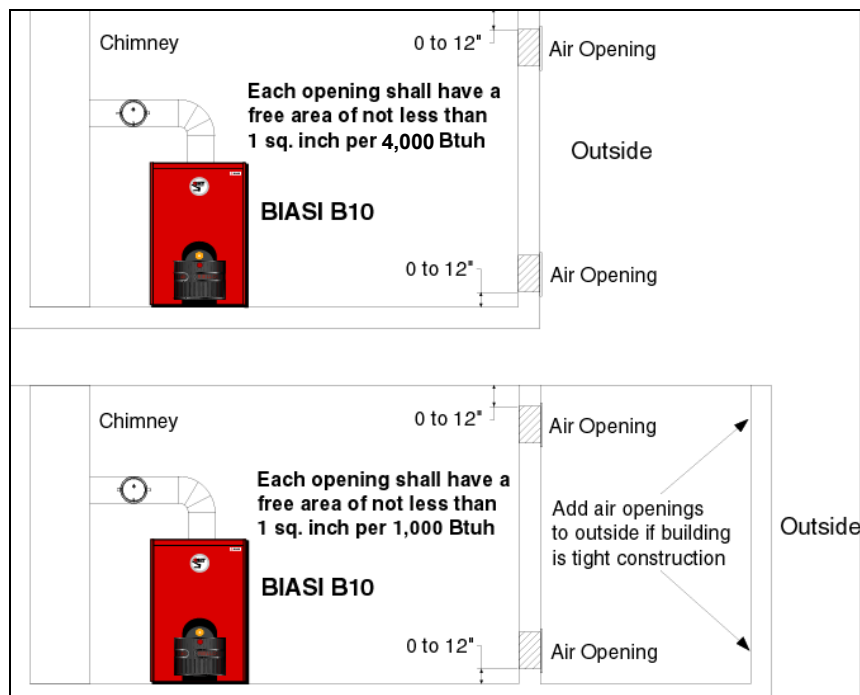 Chimney
0 to 12"
Air Opening
Each opening shall have a
free area of not less than
1 sq. inch per 4,000 Btuh
Outside
BIASI B10
0 to 12"
Air Opening
Chimney
0 to 12"
Air Opening
Each opening shall have a
free area of not less than
1 sq. inch per 1,000 Btuh
Add air openings
to outside if building
is tight construction
Outside
BIASI B10
0 to 12"
Air Opening